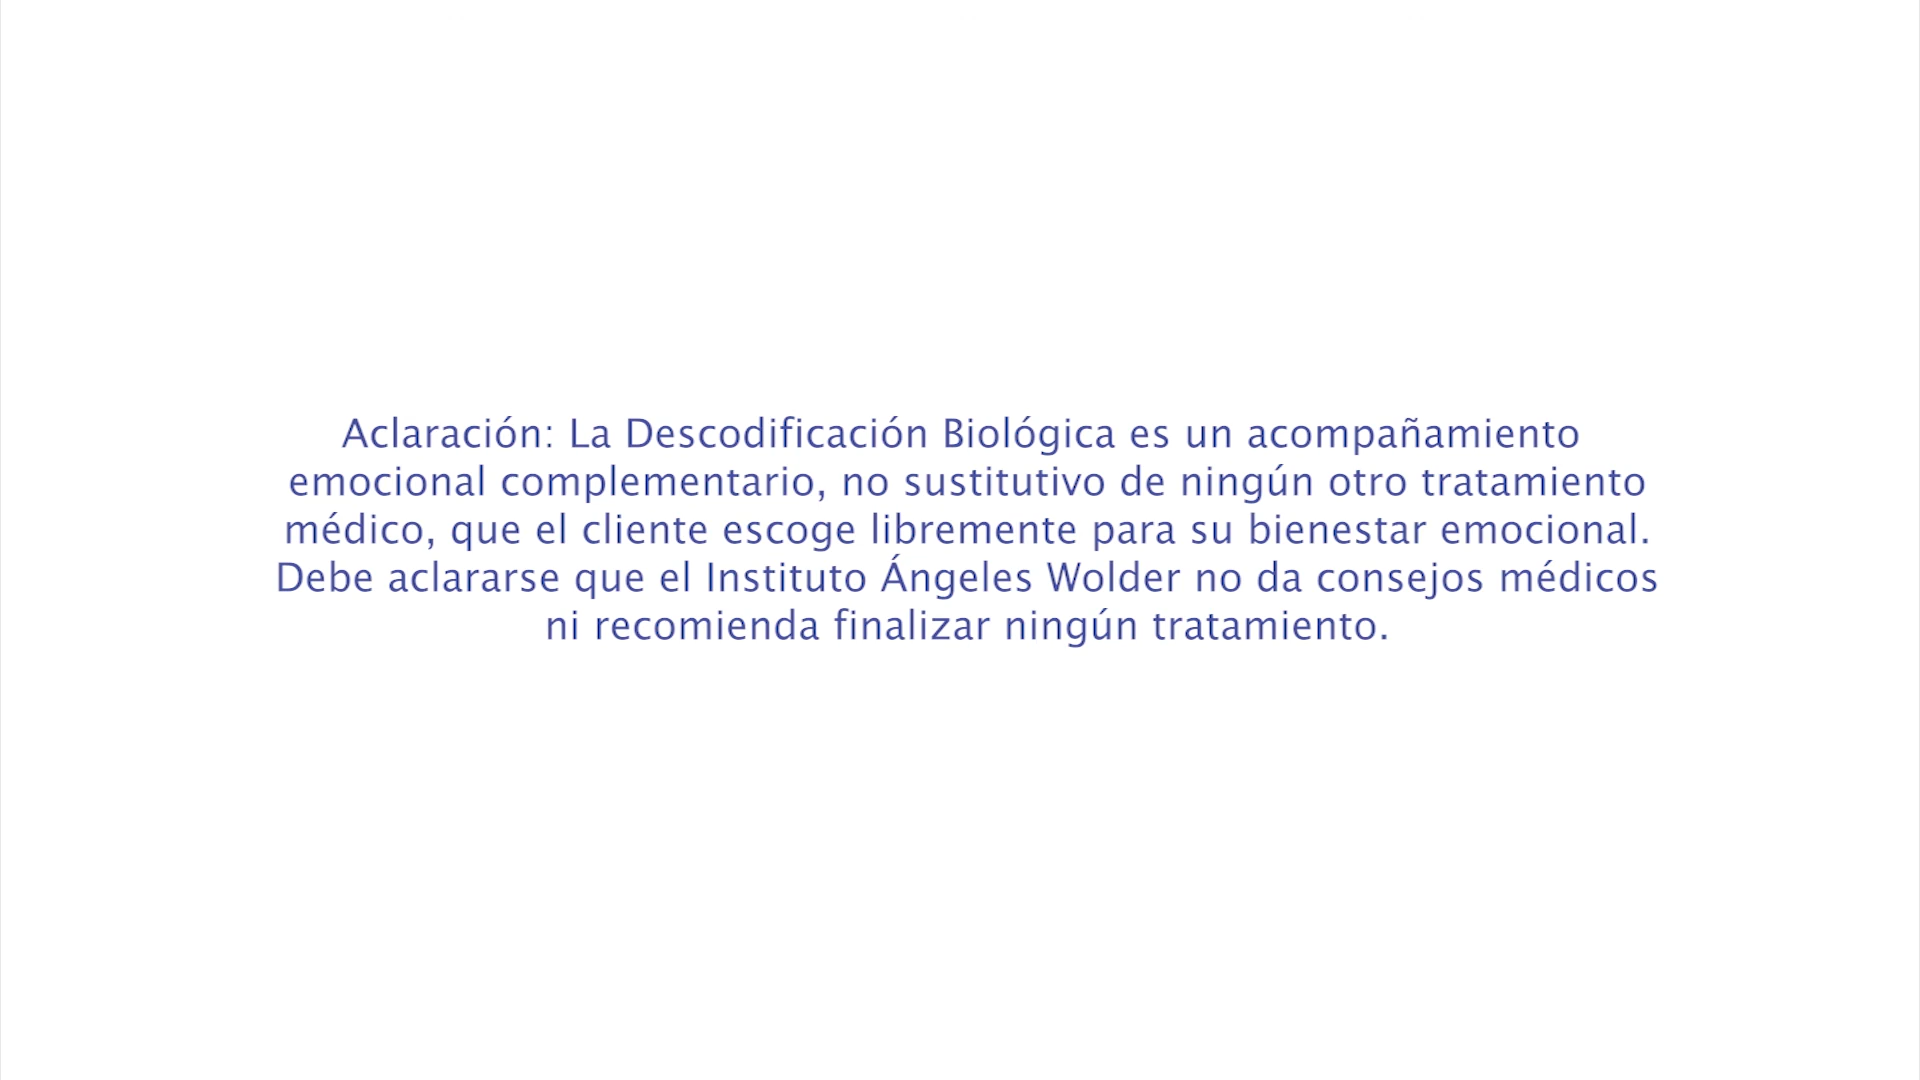 Aclaración: La Descodificación Biológica es un acompañamiento
emocional complementario, no sustitutivo de ningún otro tratamiento
médico, que el cliente escoge libremente para su bienestar emocional.
Debe aclararse que el Instituto Ángeles Wolder no da consejos médicos
ni recomienda finalizar ningún tratamiento.